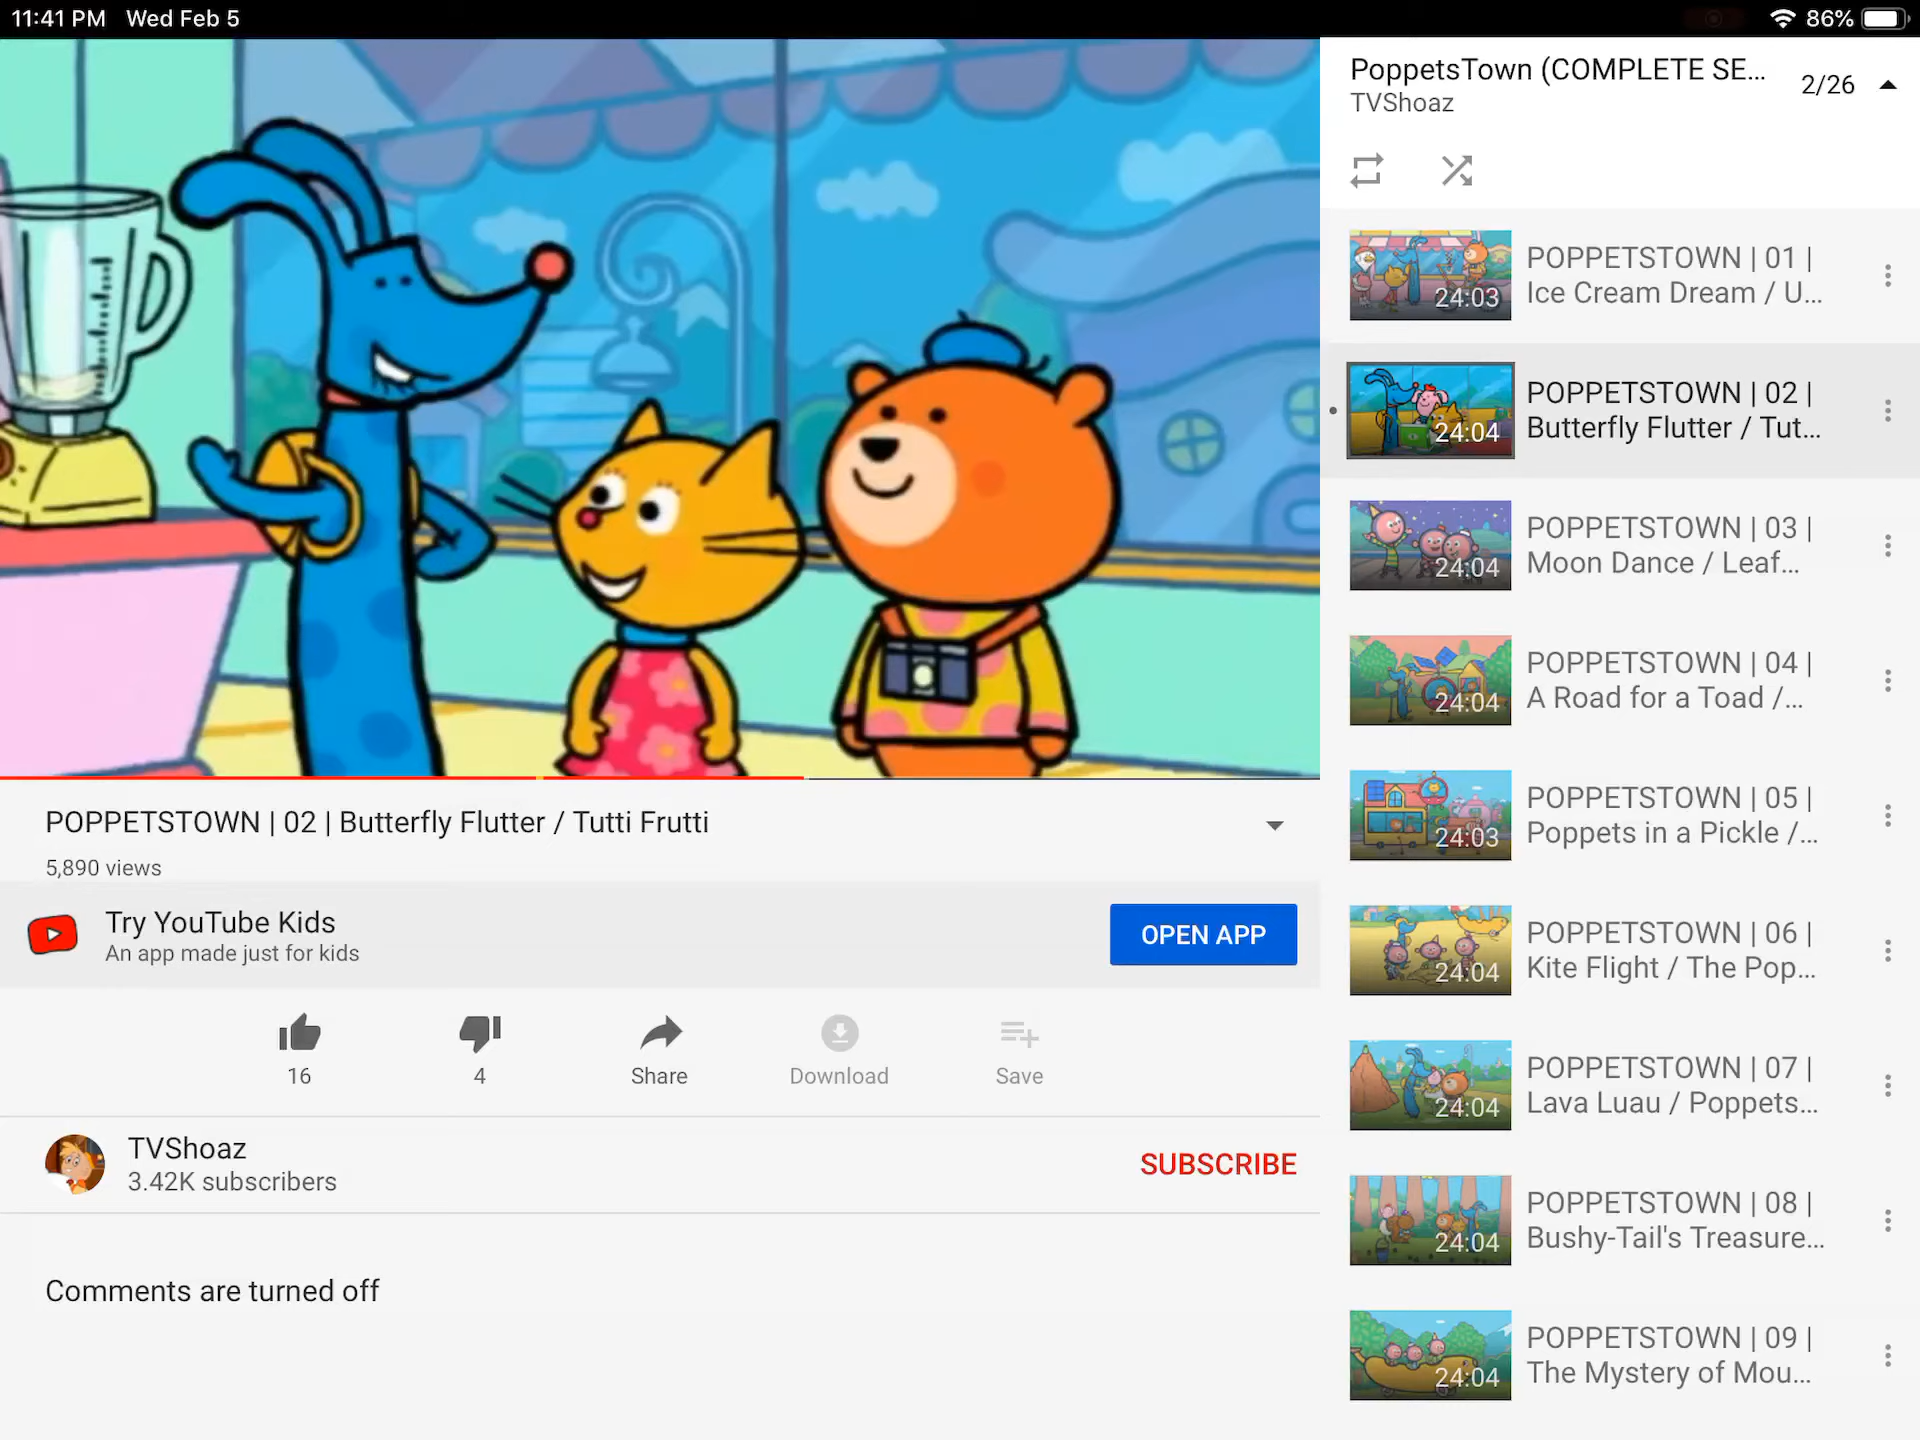 11:41 PM Wed Feb 5
86%
POPPETSTOWN | 02 | Butterfly Flutter / Tutti Frutti
5,890 views
Try YouTube Kids
An app made just for kids
OPEN APP
16
4
Share
Download
Save
TVShoaz
3.42K subscribers
SUBSCRIBE
Comments are turned off
PoppetsTown (COMPLETE SE...
TVShoaz
2/26
24:03
POPPETSTOWN | 01 |
Ice Cream Dream / U...
24:04
POPPETSTOWN | 02 |
Butterfly Flutter / Tut...
24:04
POPPETSTOWN | 03 |
Moon Dance / Leaf...
24:04
POPPETSTOWN | 04 |
A Road for a Toad /...
24:03
POPPETSTOWN | 05 |
Poppets in a Pickle /...
24:04
POPPETSTOWN | 06 |
Kite Flight / The Pop...
24:04
POPPETSTOWN | 07 |
Lava Luau / Poppets...
24:04
POPPETSTOWN | 08 |
Bushy-Tail's Treasure...
24:04
POPPETSTOWN | 09 |
The Mystery of Mou...